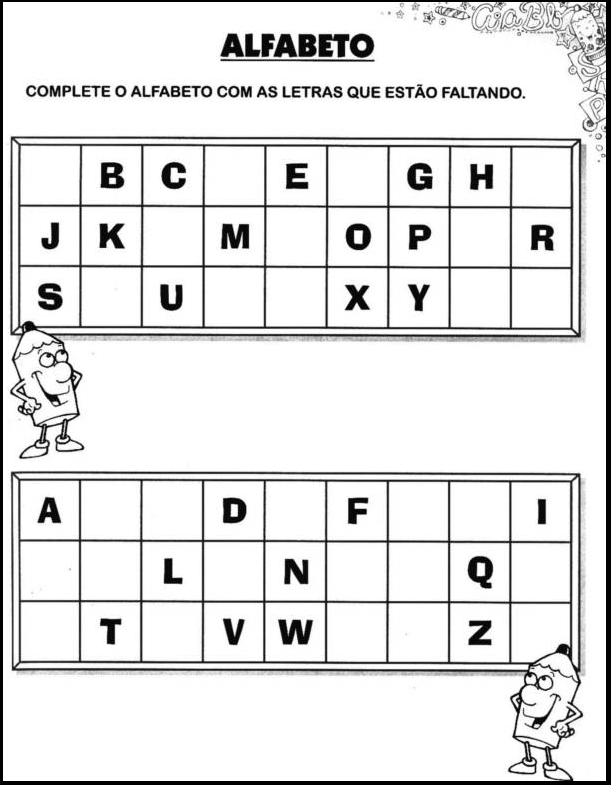 ALFABETO
COMPLETE O ALFABETO COM AS LETRAS QUE ESTÃO FALTANDO.
B C E G H
J K M O P R
S U X Y
A D F I
L N Q
T V W Z